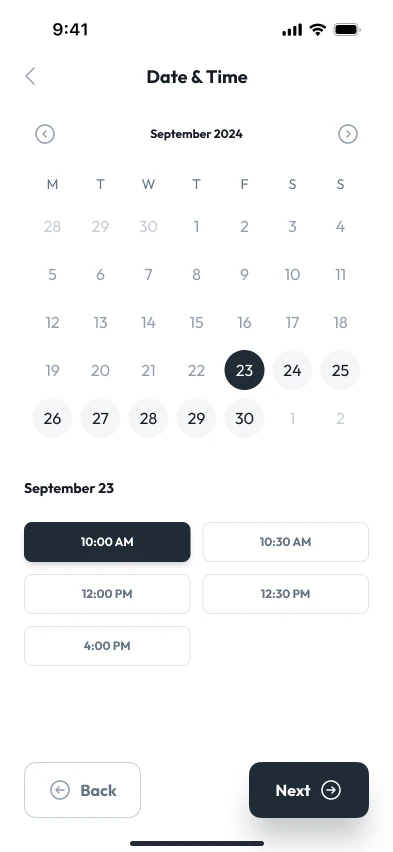 9:41
Date & Time
September 2024
M T W T F S S
28 29 30 1 2 3 4
5 6 7 8 9 10 11
12 13 14 15 16 17 18
19 20 21 22 23 24 25
26 27 28 29 30 1 2
September 23
10:00 AM 10:30 AM
12:00 PM 12:30 PM
4:00 PM
Back Next